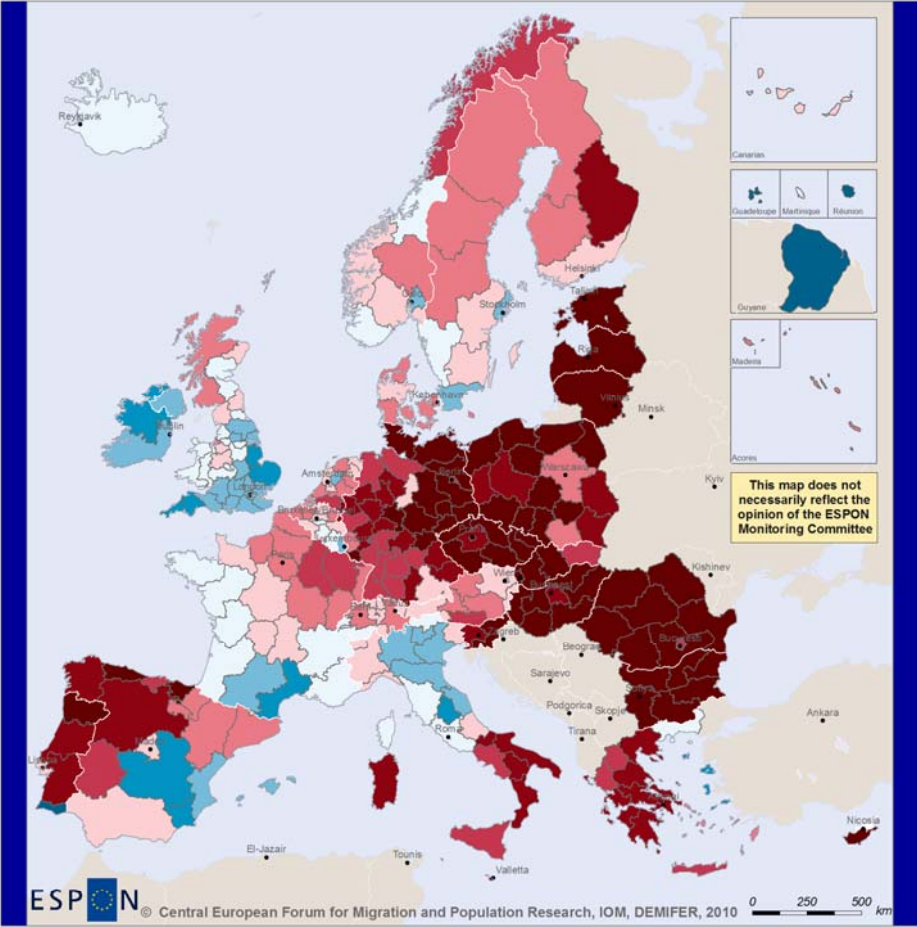 Reykjavik
Canarias
Guadeloupe
Martinique
Réunion
Guyane
Helsinki
Tallinn
Oslo
Stockholm
Riga
Madeira
Acores
København
Vilnius
Minsk
Dublin
London
Amsterdam
Berlin
Warszawa
Kyiv
This map does not
necessarily reflect the
opinion of the ESPON
Monitoring Committee
Paris
Praha
Wien
Budapest
Kishinev
Bern
Zagreb
Beograd
Bucuresti
Sarajevo
Podgorica
Skopje
Sofiya
Tirana
Ankara
Roma
El-Jazair
Tounis
Valletta
Nicosia
ESPON
© Central European Forum for Migration and Population Research, IOM, DEMIFER, 2010
0 250 500
km